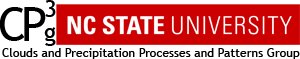 CP3g NC STATE UNIVERSITY
Clouds and Precipitation Processes and Patterns Group